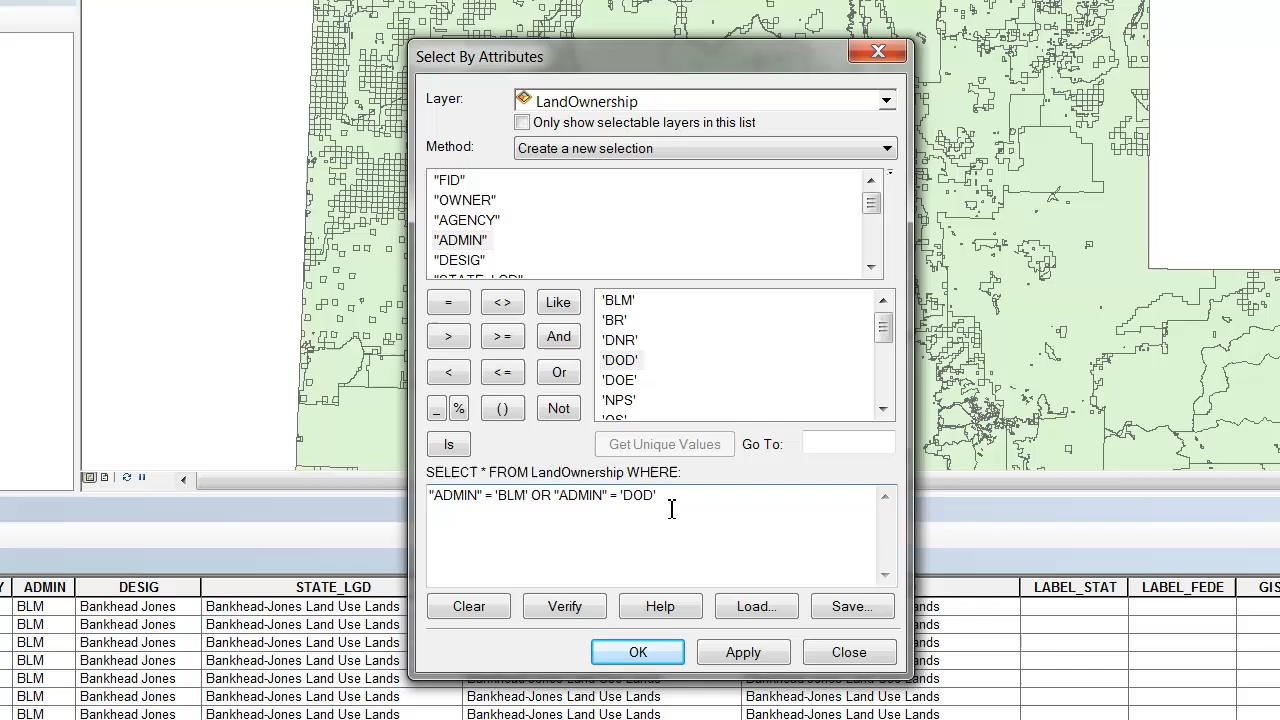 Select By Attributes
Layer: LandOwnership
Only show selectable layers in this list
Method: Create a new selection
"FID"
"OWNER"
"AGENCY"
"ADMIN"
"DESIG"
"STATE_LGD"
= <> Like
> >= And
< <= Or
_ % () Not
Is
'BLM'
'BR'
'DNR'
'DOD'
'DOE'
'NPS'
Get Unique Values Go To:
SELECT * FROM LandOwnership WHERE:
"ADMIN" = 'BLM' OR "ADMIN" = 'DOD'
Clear Verify Help Load... Save...
OK Apply Close
ADMIN DESIG STATE_LGD LABEL_STAT LABEL_FEDE GIS
BLM Bankhead Jones Bankhead-Jones Land Use Lands ands
BLM Bankhead Jones Bankhead-Jones Land Use Lands ands
BLM Bankhead Jones Bankhead-Jones Land Use Lands ands
BLM Bankhead Jones Bankhead-Jones Land Use Lands ands
BLM Bankhead Jones Bankhead-Jones Land Use Lands
BLM Bankhead Jones Bankhead-Jones Land Use Lands Bankhead-Jones Land Use Lands Bankhead-Jones Land Use Lands
BLM Bankhead Jones Bankhead-Jones Land Use Lands Bankhead-Jones Land Use Lands Bankhead-Jones Land Use Lands